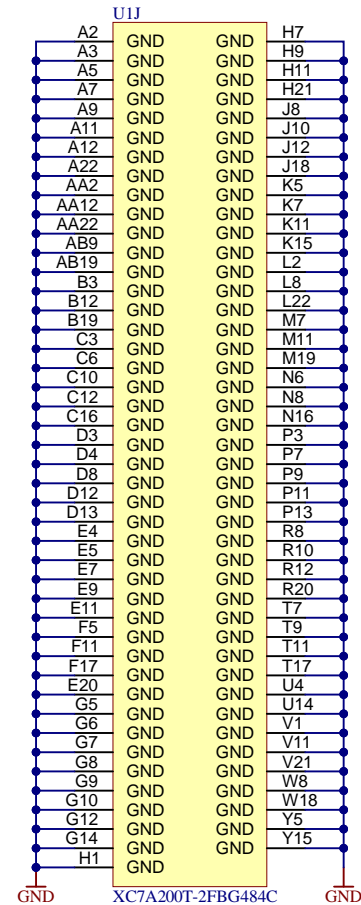 U1J
A2 GND GND H7
A3 GND GND H9
A5 GND GND H11
A7 GND GND H21
A9 GND GND J8
A11 GND GND J10
A12 GND GND J12
A22 GND GND J18
AA2 GND GND K5
AA12 GND GND K7
AA22 GND GND K11
AB9 GND GND K15
AB19 GND GND L2
B3 GND GND L8
B12 GND GND L22
B19 GND GND M7
C3 GND GND M11
C6 GND GND M19
C10 GND GND N6
C12 GND GND N8
C16 GND GND N16
D3 GND GND P3
D4 GND GND P7
D8 GND GND P9
D12 GND GND P11
D13 GND GND P13
E4 GND GND R8
E5 GND GND R10
E7 GND GND R12
E9 GND GND R20
E11 GND GND T7
F5 GND GND T9
F11 GND GND T11
F17 GND GND T17
E20 GND GND U4
G5 GND GND U14
G6 GND GND V1
G7 GND GND V11
G8 GND GND V21
G9 GND GND W8
G10 GND GND W18
G12 GND GND Y5
G14 GND GND Y15
H1 GND
GND XC7A200T-2FBG484C GND